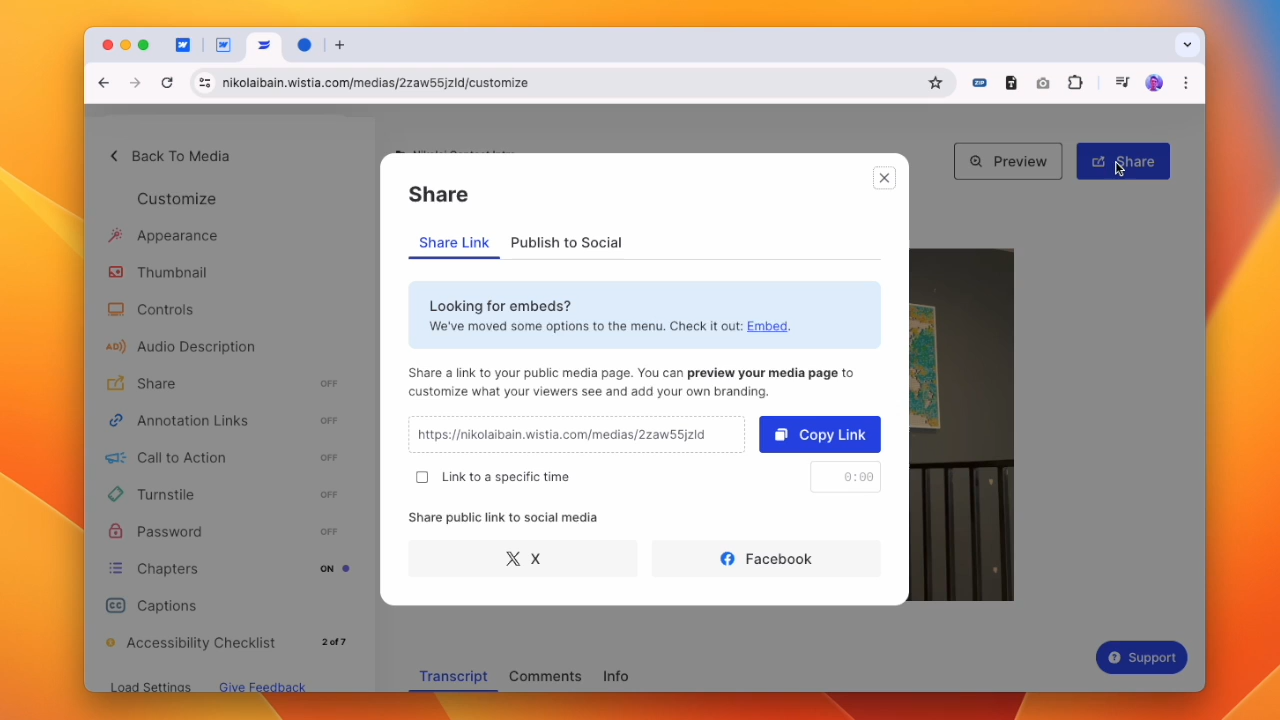 nikolaibain.wistia.com/medias/2zaw55jzld/customize
ZIP
Back To Media
Preview
Share
Customize
Appearance
Thumbnail
Controls
AD
Audio Description
Share OFF
Annotation Links OFF
Call to Action OFF
Turnstile OFF
Password OFF
Chapters ON
CC Captions
Accessibility Checklist 2 of 7
Load Settings Give Feedback
Share
Share Link Publish to Social
Looking for embeds?
We've moved some options to the menu. Check it out: Embed.
Share a link to your public media page. You can preview your media page to
customize what your viewers see and add your own branding.
https://nikolaibain.wistia.com/medias/2zaw55jzld Copy Link
Link to a specific time 0:00
Share public link to social media
X Facebook
Transcript Comments Info
Support